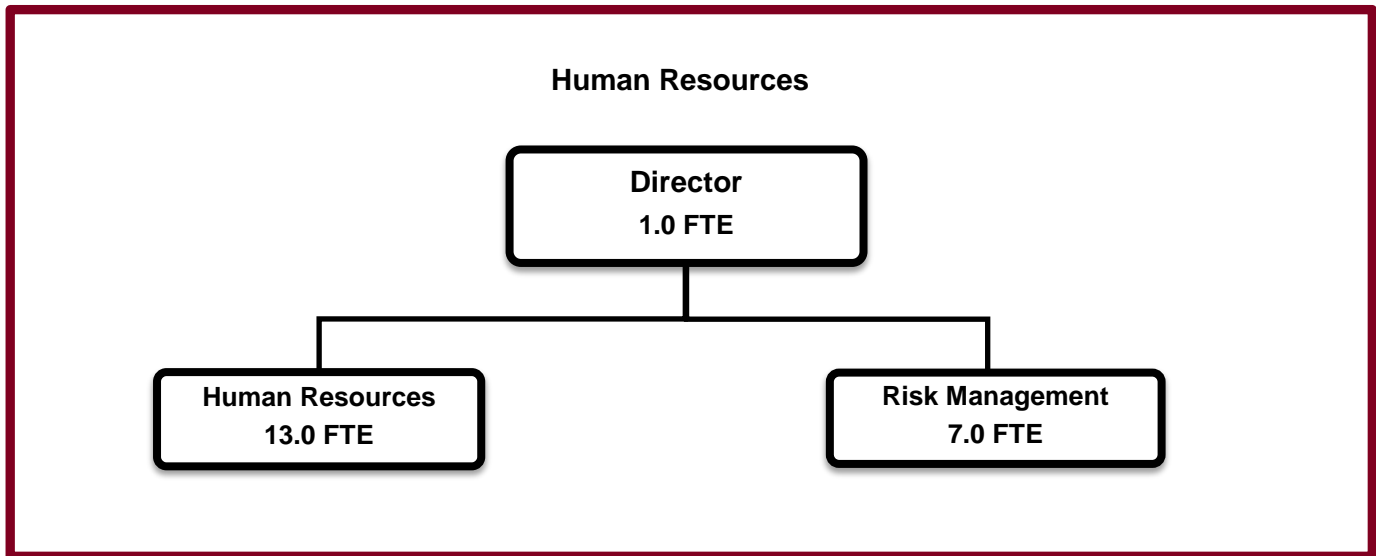 Human Resources
Director
1.0 FTE
Human Resources
13.0 FTE
Risk Management
7.0 FTE